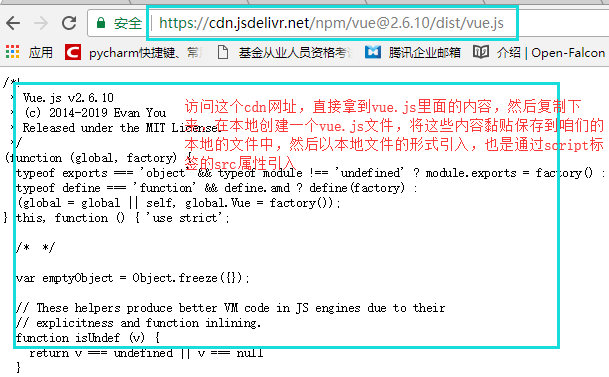 安全 https://cdn.jsdelivr.net/npm/vue@2.6.10/dist/vue.js
应用 pycharm快捷键、常 基金从业人员资格考 腾讯企业邮箱 介绍 | Open-Falcon
/*!
* Vue.js v2.6.10
* (c) 2014-2019 Evan You
* Released under the MIT License.
*/
访问这个cdn网址，直接拿到vue.js里面的内容，然后复制下
来，在本地创建一个vue.js文件，将这些内容黏贴保存到咱们的
本地的文件中，然后以本地文件的形式引入，也是通过script标
签的src属性引入
(function (global, factory) {
typeof exports === 'object' && typeof module !== 'undefined' ? module.exports = factory() :
typeof define === 'function' && define.amd ? define(factory) :
(global = global || self, global.Vue = factory());
} this, function () { 'use strict';
/* */
var emptyObject = Object.freeze({});
// These helpers produce better VM code in JS engines due to their
// explicitness and function inlining.
function isUndef (v) {
return v === undefined || v === null
}